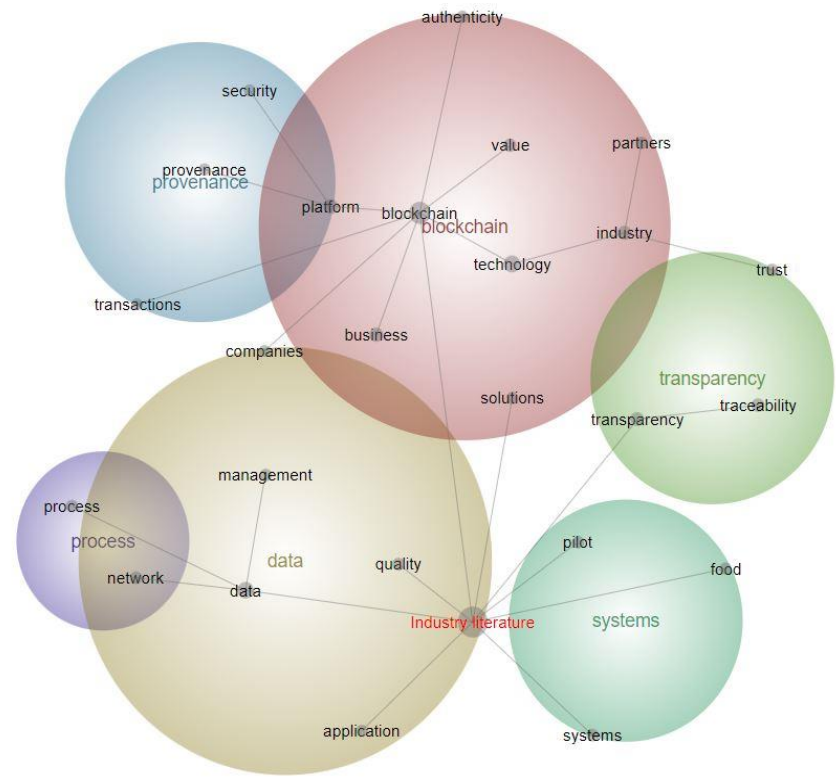 authenticity
security
value
partners
provenance
provenance
platform
blockchain
blockchain
industry
technology
trust
transactions
business
companies
transparency
solutions
traceability
transparency
management
process
process
pilot
data
quality
food
network
data
Industry literature
systems
application
systems